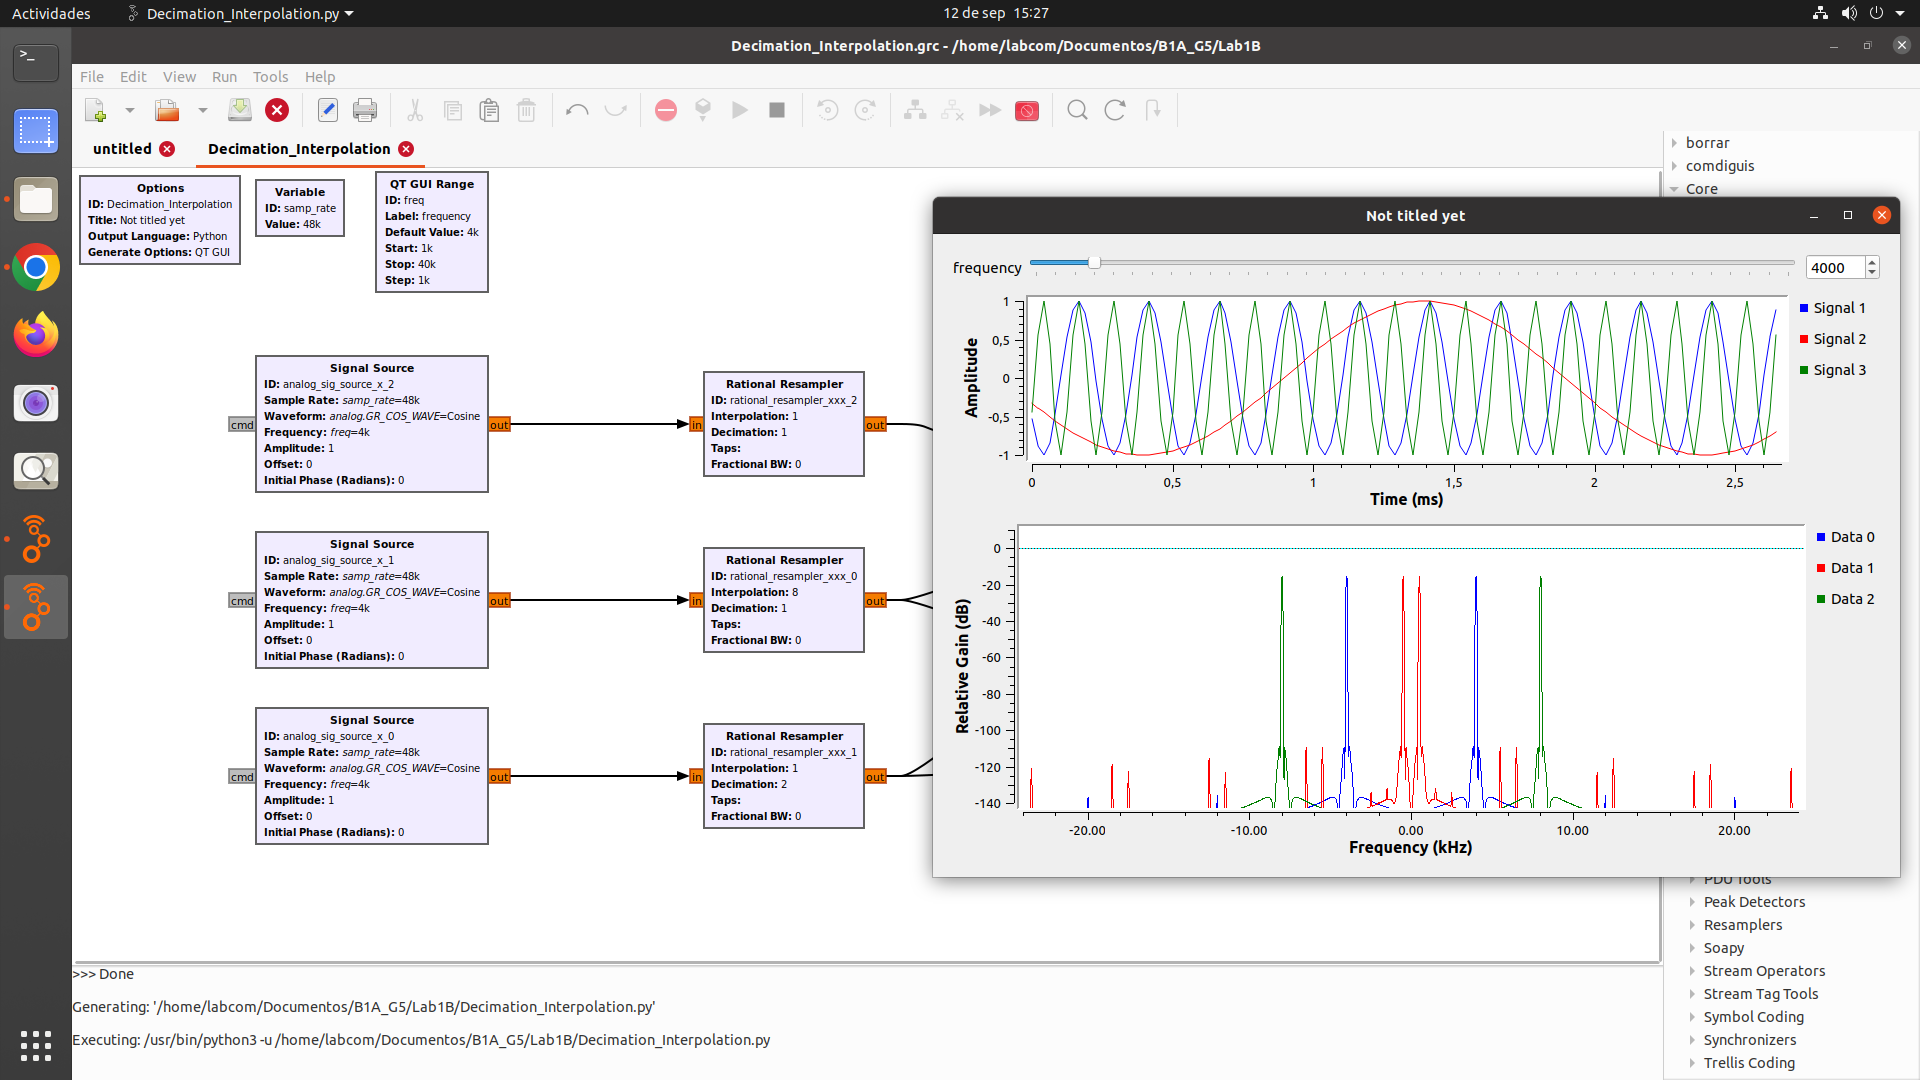 Actividades
Decimation_Interpolation.py
12 de sep 15:27
Decimation_Interpolation.grc - /home/labcom/Documentos/B1A_G5/Lab1B
File Edit View Run Tools Help
untitled
Decimation_Interpolation
Options
ID: Decimation_Interpolation
Title: Not titled yet
Output Language: Python
Generate Options: QT GUI
Variable
ID: samp_rate
Value: 48k
QT GUI Range
ID: freq
Label: frequency
Default Value: 4k
Start: 1k
Stop: 40k
Step: 1k
Signal Source
ID: analog_sig_source_x_2
Sample Rate: samp_rate=48k
Waveform: analog.GR_COS_WAVE=Cosine
Frequency: freq=4k
Amplitude: 1
Offset: 0
Initial Phase (Radians): 0
cmd
out
in
Rational Resampler
ID: rational_resampler_xxx_2
Interpolation: 1
Decimation: 1
Taps:
Fractional BW: 0
out
Signal Source
ID: analog_sig_source_x_1
Sample Rate: samp_rate=48k
Waveform: analog.GR_COS_WAVE=Cosine
Frequency: freq=4k
Amplitude: 1
Offset: 0
Initial Phase (Radians): 0
cmd
out
in
Rational Resampler
ID: rational_resampler_xxx_0
Interpolation: 8
Decimation: 1
Taps:
Fractional BW: 0
out
Signal Source
ID: analog_sig_source_x_0
Sample Rate: samp_rate=48k
Waveform: analog.GR_COS_WAVE=Cosine
Frequency: freq=4k
Amplitude: 1
Offset: 0
Initial Phase (Radians): 0
cmd
out
in
Rational Resampler
ID: rational_resampler_xxx_1
Interpolation: 1
Decimation: 2
Taps:
Fractional BW: 0
out
Not titled yet
frequency
4000
1
0,5
0
-0,5
-1
Amplitude
0 0,5 1 1,5 2 2,5
Time (ms)
Signal 1
Signal 2
Signal 3
0
-20
-40
-60
-80
-100
-120
-140
Relative Gain (dB)
-20.00 -10.00 0.00 10.00 20.00
Frequency (kHz)
Data 0
Data 1
Data 2
borrar
comdiguis
Core
PDU Tools
Peak Detectors
Resamplers
Soapy
Stream Operators
Stream Tag Tools
Symbol Coding
Synchronizers
Trellis Coding
>>> Done
Generating: '/home/labcom/Documentos/B1A_G5/Lab1B/Decimation_Interpolation.py'
Executing: /usr/bin/python3 -u /home/labcom/Documentos/B1A_G5/Lab1B/Decimation_Interpolation.py